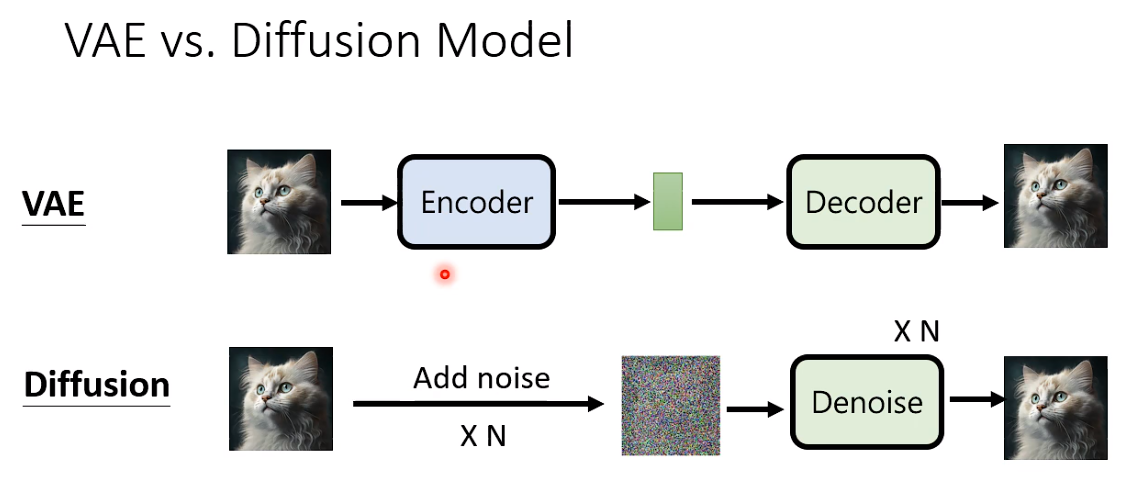 VAE vs. Diffusion Model
VAE
Encoder
Decoder
X N
Diffusion
Add noise
X N
Denoise